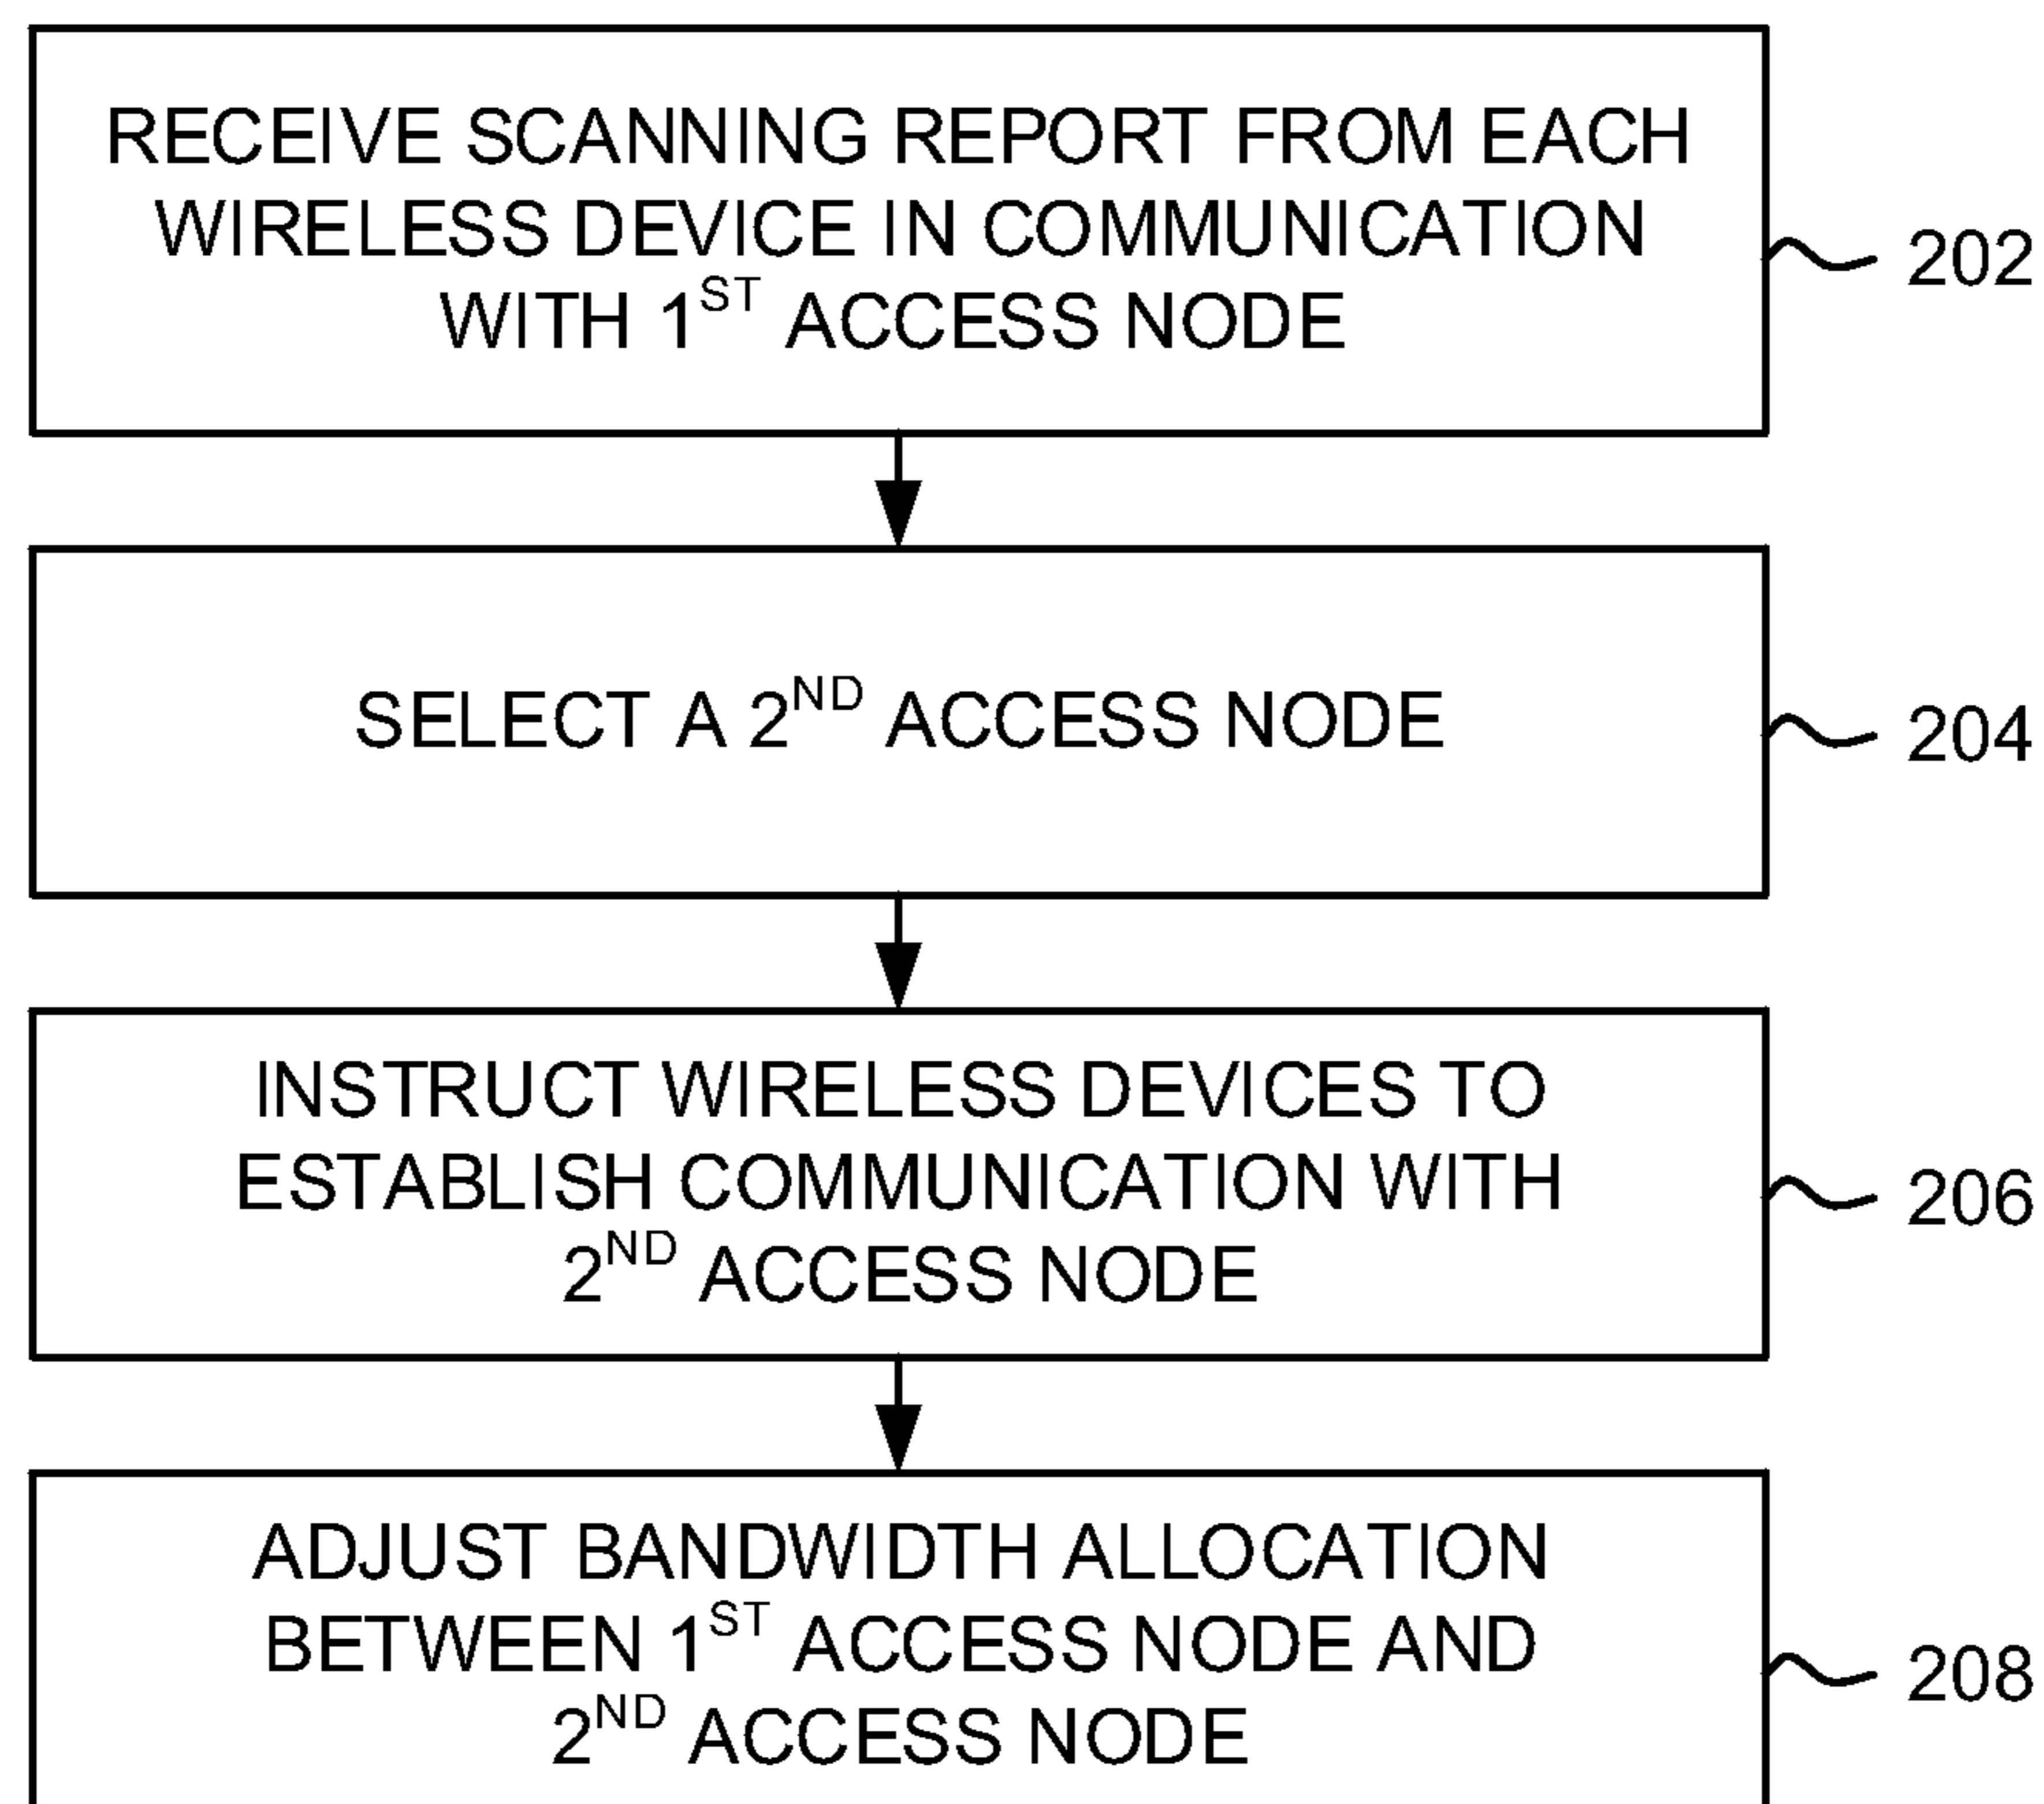 RECEIVE SCANNING REPORT FROM EACH
WIRELESS DEVICE IN COMMUNICATION
WITH 1ST ACCESS NODE
202
SELECT A 2ND ACCESS NODE
204
INSTRUCT WIRELESS DEVICES TO
ESTABLISH COMMUNICATION WITH
2ND ACCESS NODE
206
ADJUST BANDWIDTH ALLOCATION
BETWEEN 1ST ACCESS NODE AND
2ND ACCESS NODE
208